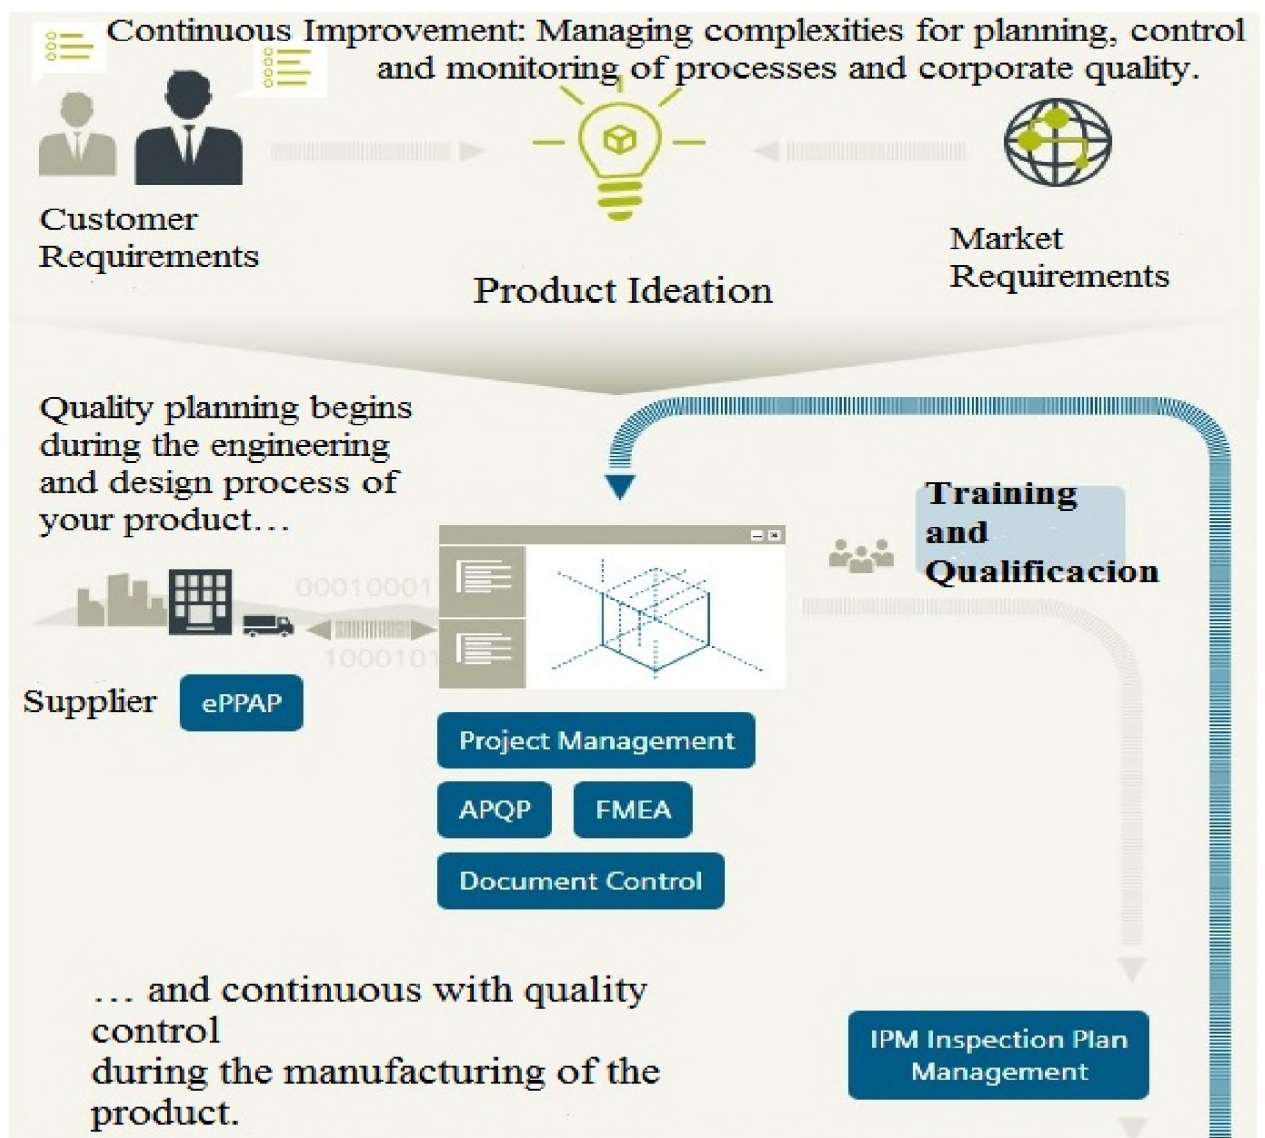 Continuous Improvement: Managing complexities for planning, control
and monitoring of processes and corporate quality.
Customer
Requirements
Product Ideation
Market
Requirements
Quality planning begins
during the engineering
and design process of
your product…
Training
and
Qualificacion
00010001
1000101
Supplier
ePPAP
Project Management
APQP
FMEA
Document Control
… and continuous with quality
control
during the manufacturing of the
product.
IPM Inspection Plan
Management